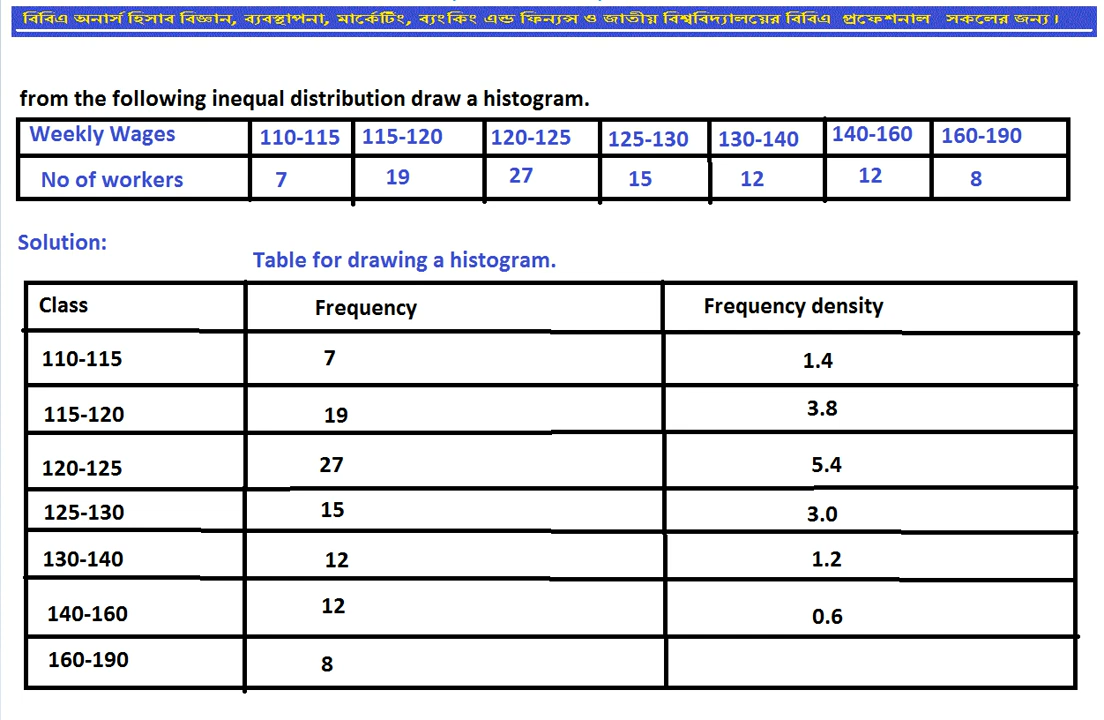 বিবিএ অনার্স হিসাব বিজ্ঞান, ব্যবস্থাপনা, মার্কেটিং, ব্যংকিং এন্ড ফিন্যন্স ও জাতীয় বিশ্ববিদ্যালয়ের বিবিএ প্রফেশনাল সকলের জন্য।
from the following inequal distribution draw a histogram.
Weekly Wages 110-115 115-120 120-125 125-130 130-140 140-160 160-190
No of workers 7 19 27 15 12 12 8
Solution:
Table for drawing a histogram.
Class Frequency Frequency density
110-115 7 1.4
115-120 19 3.8
120-125 27 5.4
125-130 15 3.0
130-140 12 1.2
140-160 12 0.6
160-190 8